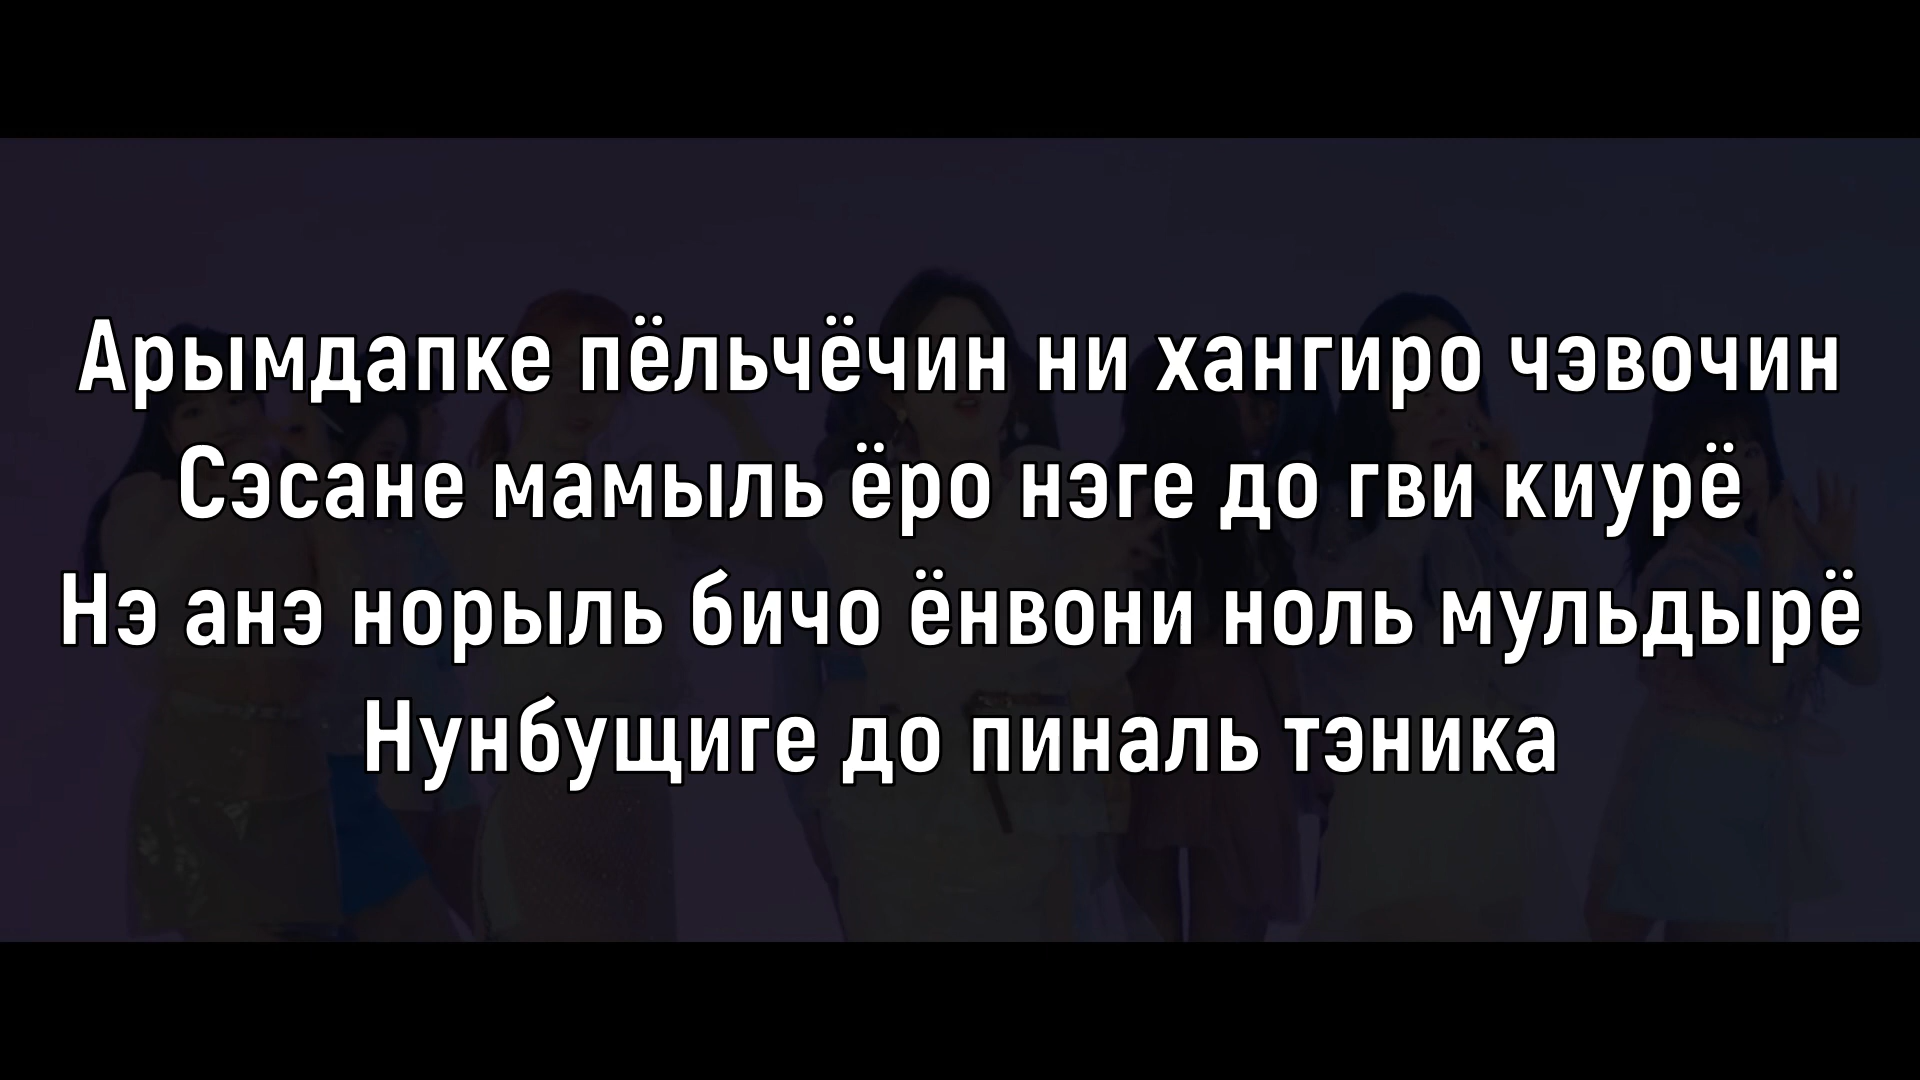 Арымдапке пёльчёчин ни хангиро чэвочин
Сэсане мамыль ёро нэге до гви киурё
Нэ анэ норыль бичо ёнвони ноль мульдырё
Нунбущиге до пиналь тэника